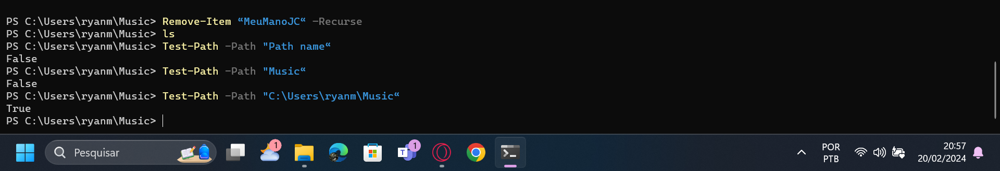 PS C:\Users\ryanm\Music> Remove-Item “MeuManoJC“ -Recurse
PS C:\Users\ryanm\Music> ls
PS C:\Users\ryanm\Music> Test-Path -Path "Path name“
False
PS C:\Users\ryanm\Music> Test-Path -Path "Music“
False
PS C:\Users\ryanm\Music> Test-Path -Path "C:\Users\ryanm\Music“
True
PS C:\Users\ryanm\Music>
Pesquisar
1
T
1
POR
PTB
20:57
20/02/2024